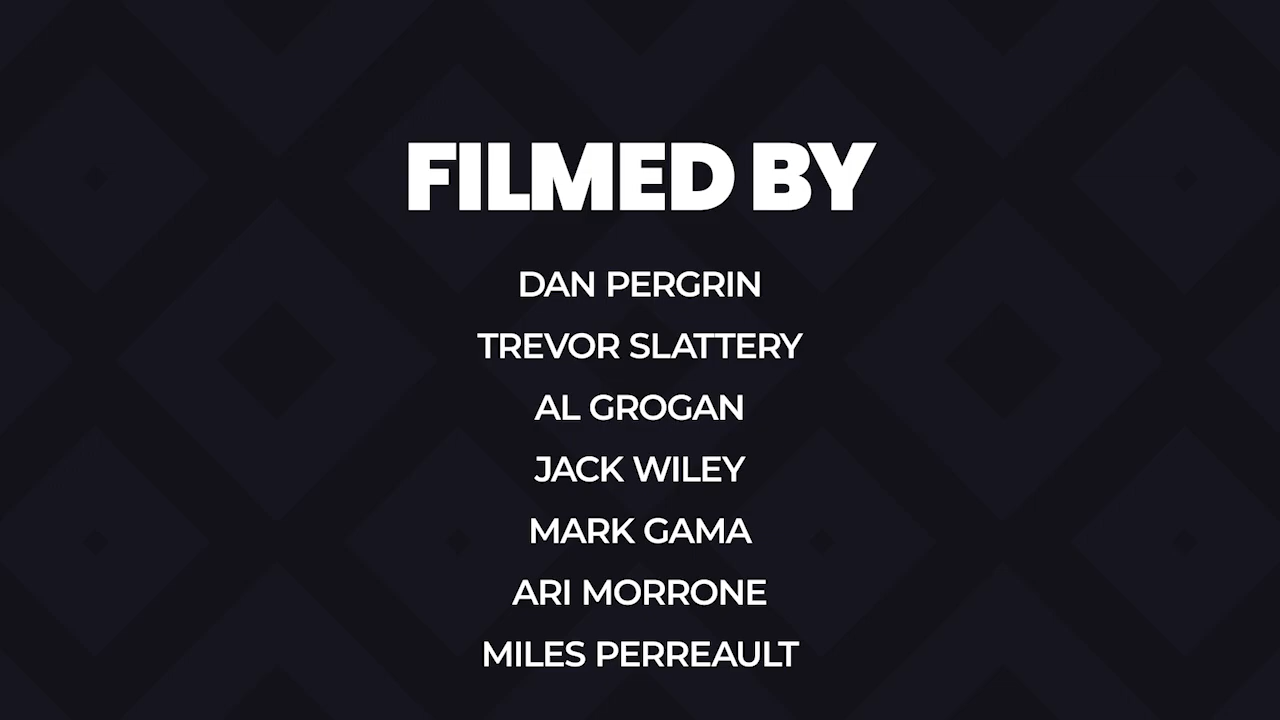 FILMED BY
DAN PERGRIN
TREVOR SLATTERY
AL GROGAN
JACK WILEY
MARK GAMA
ARI MORRONE
MILES PERREAULT